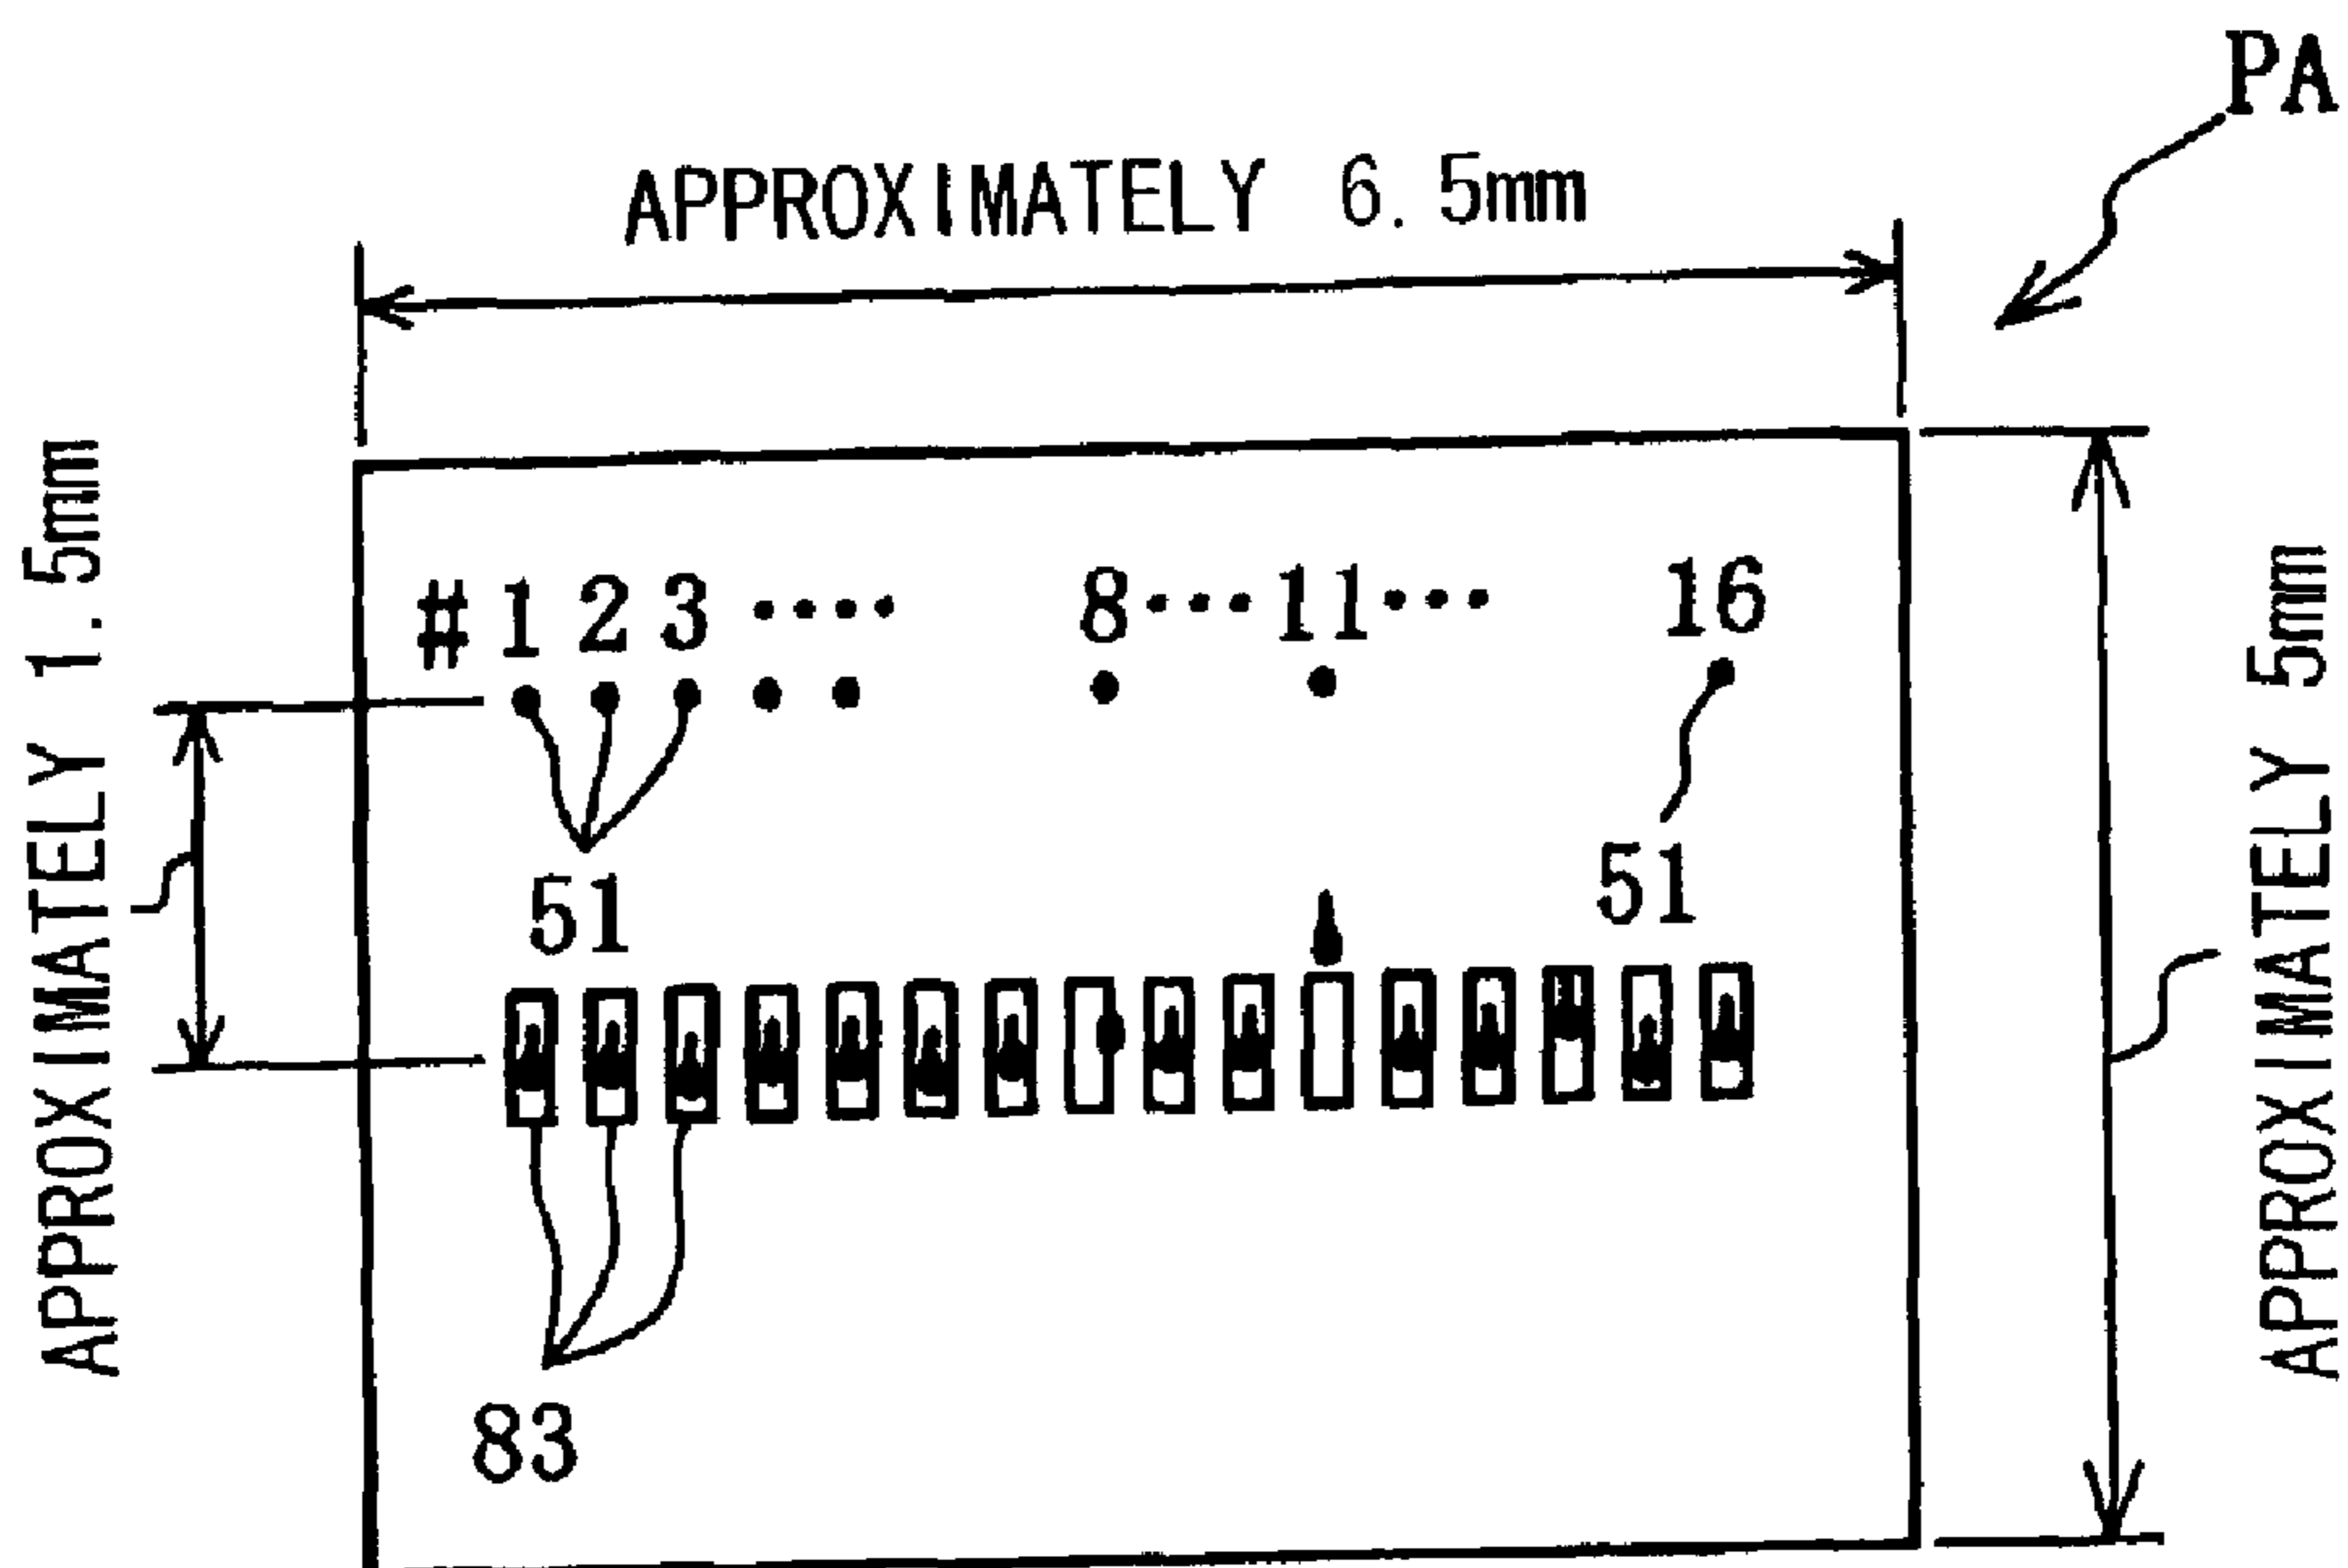 PA
APPROXIMATELY 6.5mm
APPROXIMATELY 1.5mm
#1 2 3 ···· 8···11··· 16
51
51
83
APPROXIMATELY 5mm